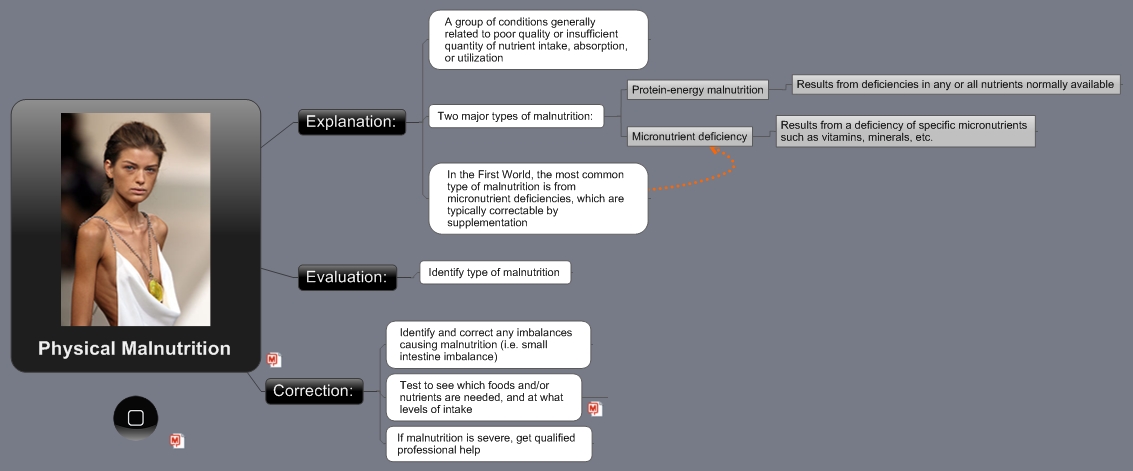 A group of conditions generally
related to poor quality or insufficient
quantity of nutrient intake, absorption,
or utilization
Explanation:
Two major types of malnutrition:
Protein-energy malnutrition
Results from deficiencies in any or all nutrients normally available
Micronutrient deficiency
Results from a deficiency of specific micronutrients
such as vitamins, minerals, etc.
In the First World, the most common
type of malnutrition is from
micronutrient deficiencies, which are
typically correctable by
supplementation
Physical Malnutrition
Evaluation:
Identify type of malnutrition
Correction:
Identify and correct any imbalances
causing malnutrition (i.e. small
intestine imbalance)
Test to see which foods and/or
nutrients are needed, and at what
levels of intake
If malnutrition is severe, get qualified
professional help